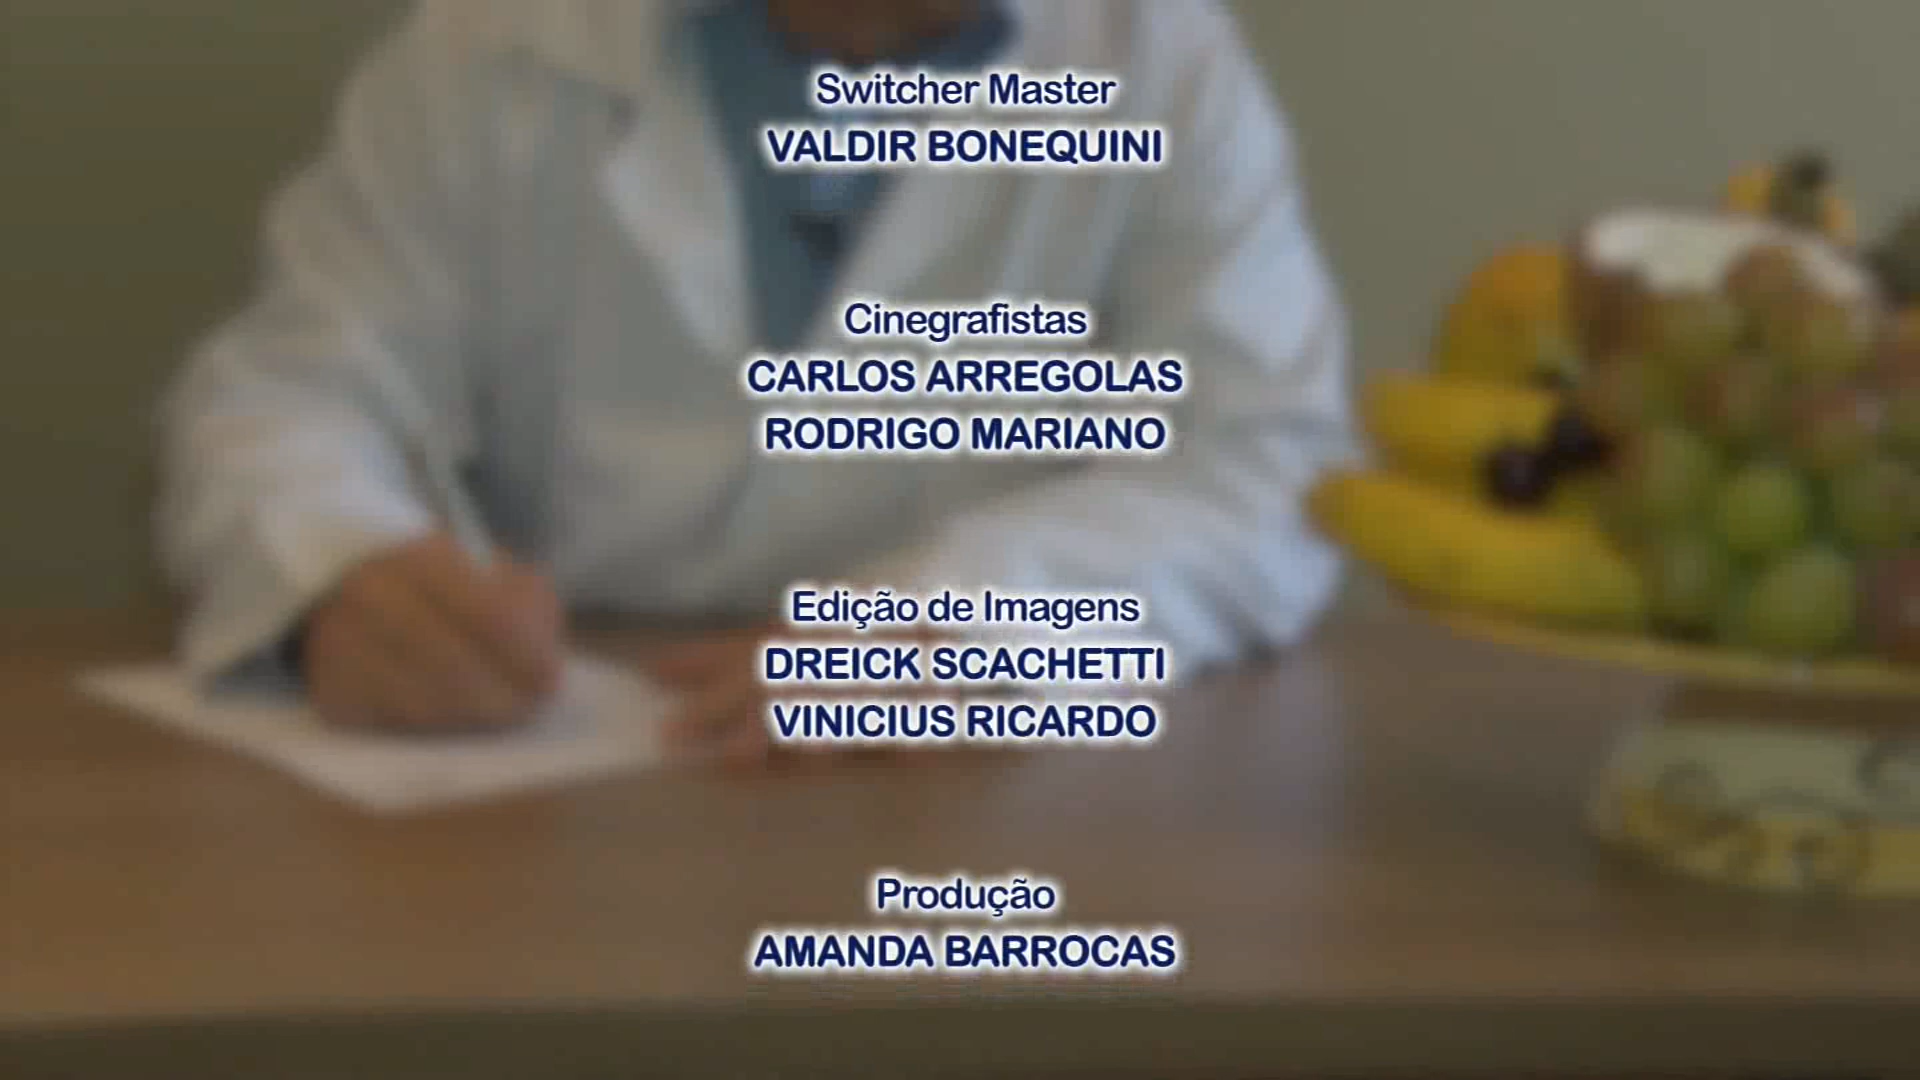 Switcher Master
VALDIR BONEQUINI
Cinegrafistas
CARLOS ARREGOLAS
RODRIGO MARIANO
Edição de Imagens
DREICK SCACHETTI
VINICIUS RICARDO
Produção
AMANDA BARROCAS